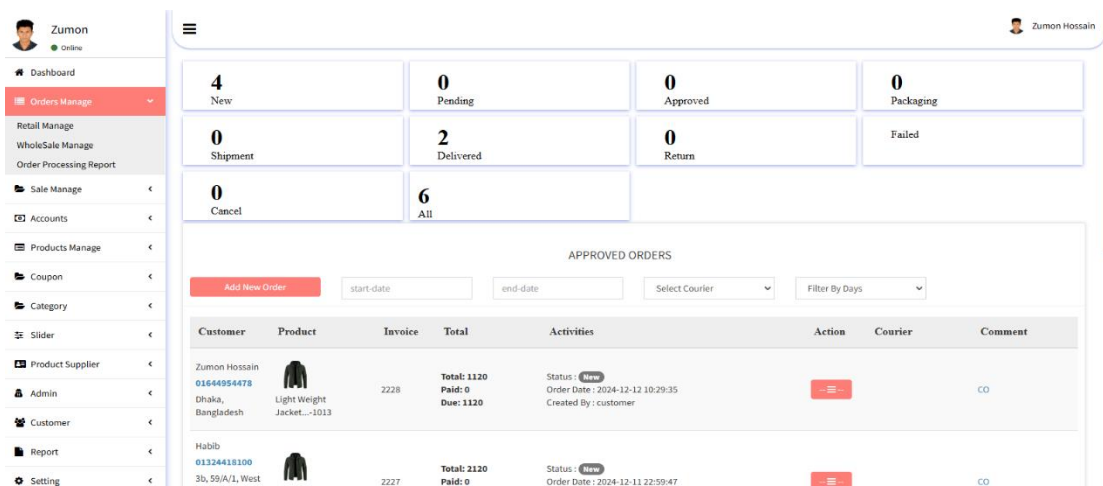 Zumon
Online
Zumon Hossain
Dashboard
Orders Manage
Retail Manage
WholeSale Manage
Order Processing Report
Sale Manage
Accounts
Products Manage
Coupon
Category
Slider
Product Supplier
Admin
Customer
Report
Setting
4
New
0
Pending
0
Approved
0
Packaging
0
Shipment
2
Delivered
0
Return
Failed
0
Cancel
6
All
APPROVED ORDERS
Add New Order start-date end-date Select Courier Filter By Days
Customer Product Invoice Total Activities Action Courier Comment
Zumon Hossain
01644954478
Dhaka,
Bangladesh
Light Weight
Jacket...-1013
2228
Total: 1120
Paid: 0
Due: 1120
Status : New
Order Date : 2024-12-12 10:29:35
Created By : customer
CO
Habib
01324418100
3b, 59/A/1, West
2227
Total: 2120
Paid: 0
Status : New
Order Date : 2024-12-11 22:59:47
CO